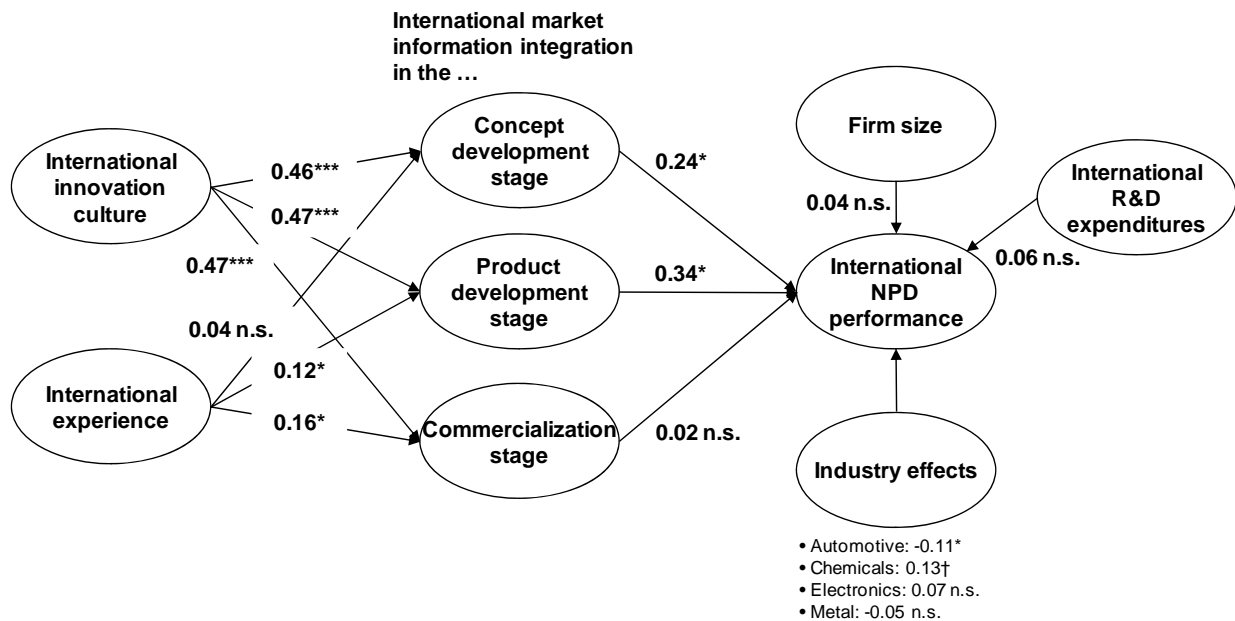 International market
information integration
in the …
International
innovation
culture
International
experience
0.46***
0.47***
0.47***
0.04 n.s.
0.12*
0.16*
Concept
development
stage
Product
development
stage
Commercialization
stage
0.24*
0.34*
0.02 n.s.
Firm size
0.04 n.s.
International
R&D
expenditures
0.06 n.s.
International
NPD
performance
Industry effects
• Automotive: -0.11*
• Chemicals: 0.13†
• Electronics: 0.07 n.s.
• Metal: -0.05 n.s.